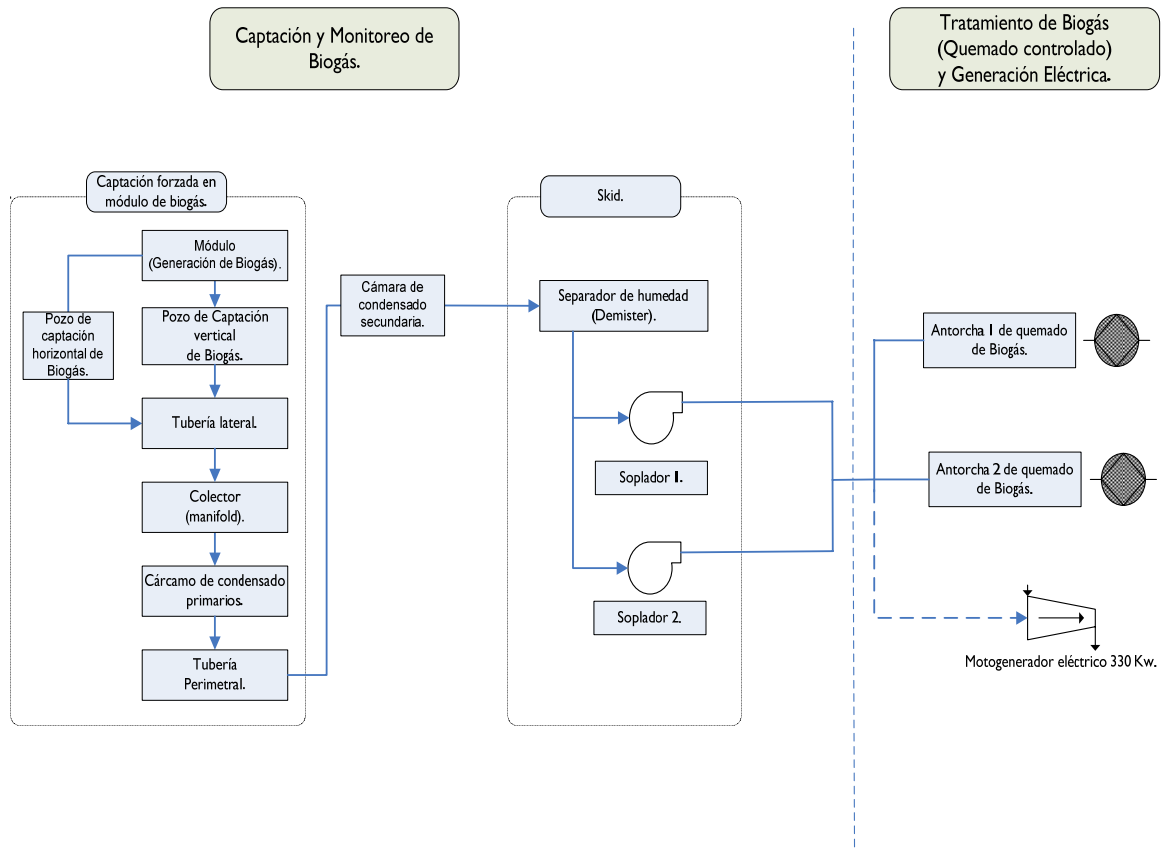 Captación y Monitoreo de
Biogás.
Tratamiento de Biogás
(Quemado controlado)
y Generación Eléctrica.
Captación forzada en
módulo de biogás.
Módulo
(Generación de Biogás).
Pozo de
captación
horizontal de
Biogás.
Pozo de Captación
vertical
de Biogás.
Tubería lateral.
Colector
(manifold).
Cárcamo de condensado
primarios.
Tubería
Perimetral.
Cámara de
condensado
secundaria.
Skid.
Separador de humedad
(Demister).
Soplador 1.
Soplador 2.
Antorcha 1 de quemado
de Biogás.
Antorcha 2 de quemado
de Biogás.
Motogenerador eléctrico 330 Kw.